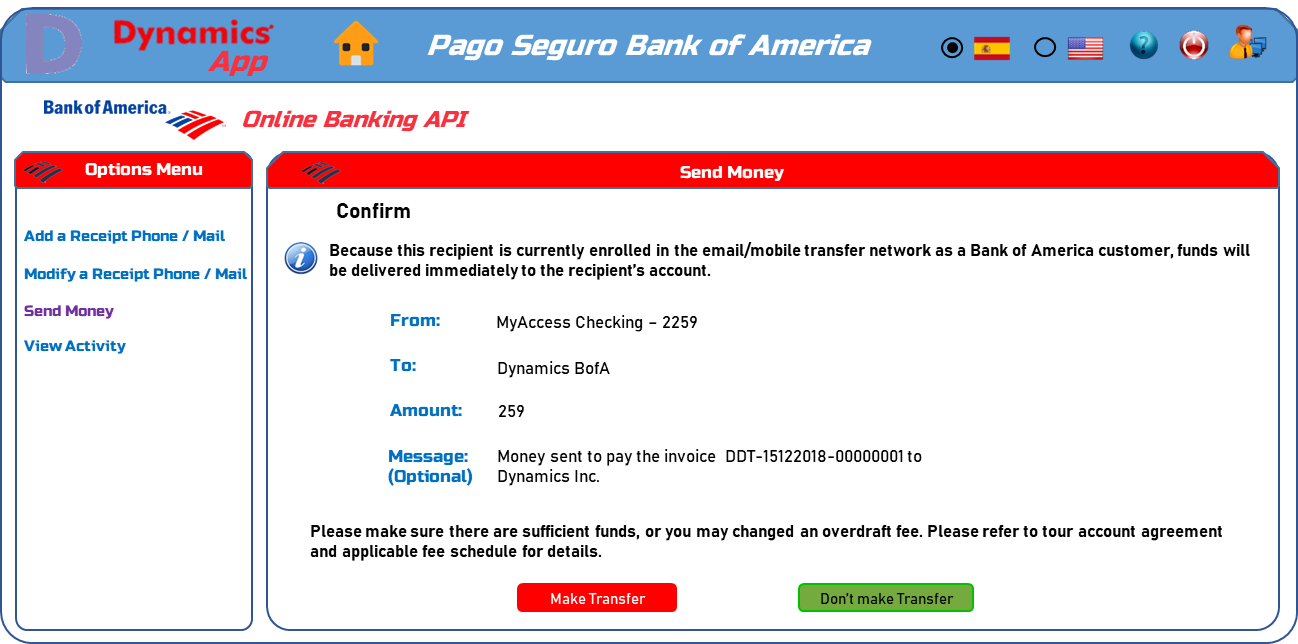 D
Dynamics
App
Pago Seguro Bank of America
?
Bank of America
Online Banking API
Options Menu
Add a Receipt Phone / Mail
Modify a Receipt Phone / Mail
Send Money
View Activity
Send Money
Confirm
i
Because this recipient is currently enrolled in the email/mobile transfer network as a Bank of America customer, funds will
be delivered immediately to the recipient's account.
From: MyAccess Checking – 2259
To: Dynamics BofA
Amount: 259
Message: Money sent to pay the invoice DDT-15122018-00000001 to
(Optional) Dynamics Inc.
Please make sure there are sufficient funds, or you may changed an overdraft fee. Please refer to tour account agreement
and applicable fee schedule for details.
Make Transfer Don't make Transfer